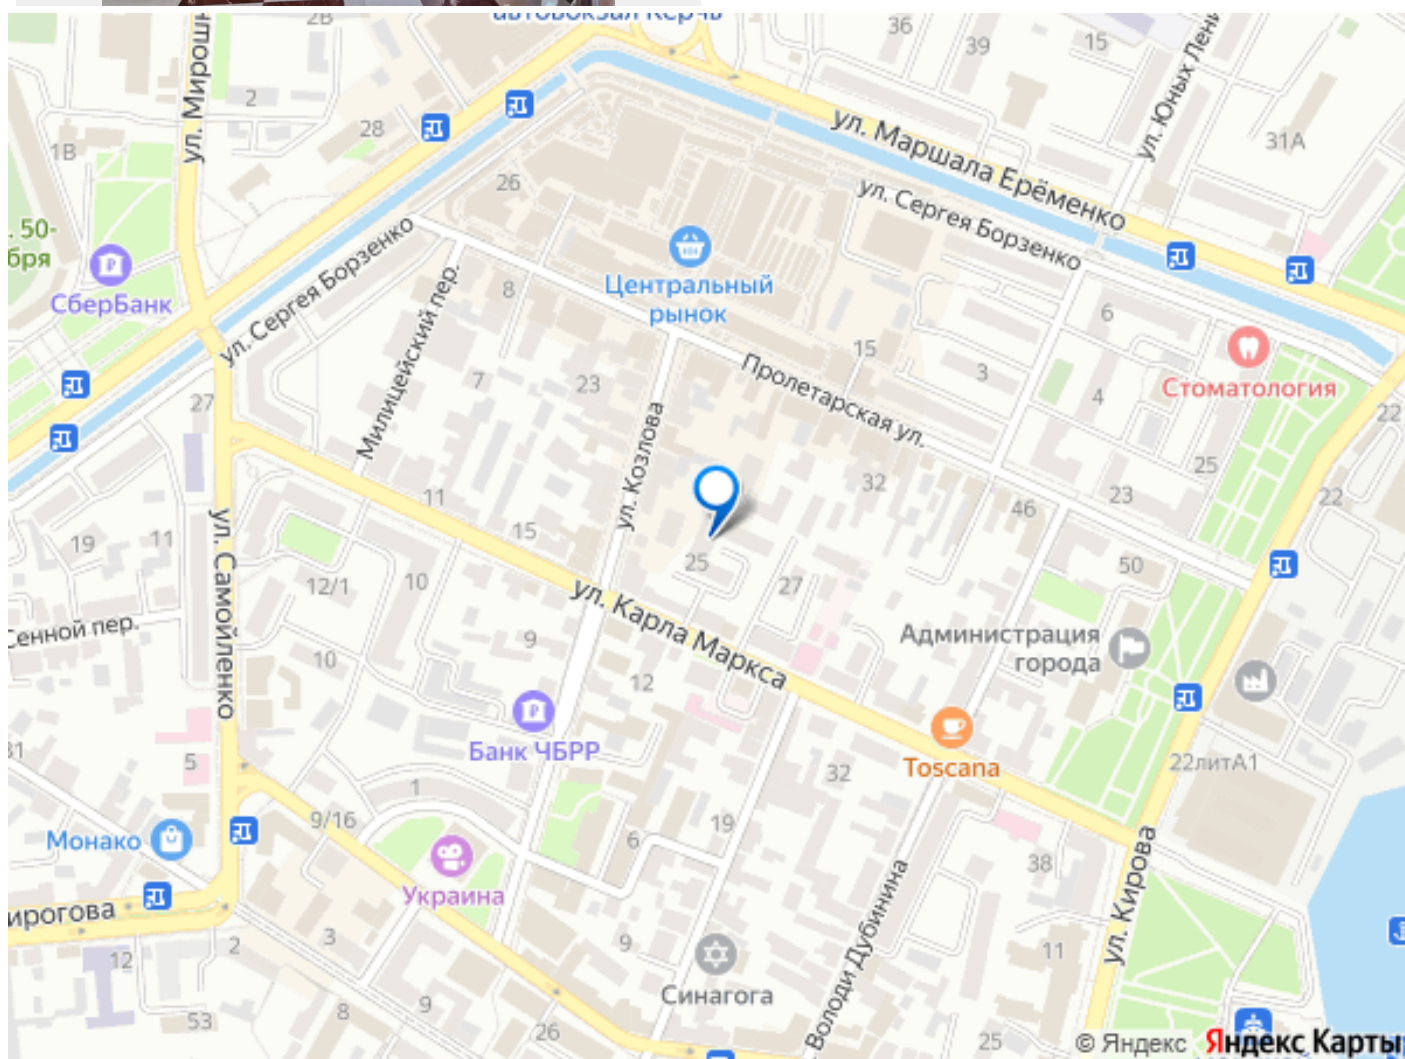 автовокзал Керчь
2В
36
39
15
ул. Юных Лени
ул. Мирош
2
28
1В
31А
ул. Маршала Ерёменко
26
ул. Сергея Борзенко
. 50-
бря
СберБанк
ул. Сергея Борзенко
Милицейский пер.
8
Центральный
рынок
6
15
Стоматология
Пролетарская ул.
3
4
7
23
27
22
ул. Козлова
25
32
11
23
22
46
15
19
11
ул. Самойленко
12/1
10
25
27
50
ул. Карла Маркса
Сенной пер.
9
Администрация
города
10
12
Банк ЧБРР
31
5
32
Toscana
22литА1
1
9/16
19
Монако
6
38
ул. Кирова
Украина
ирогова
Володи Дубинина
2
3
9
11
12
Синагога
9
8
53
26
25
© Яндекс
Яндекс Карты